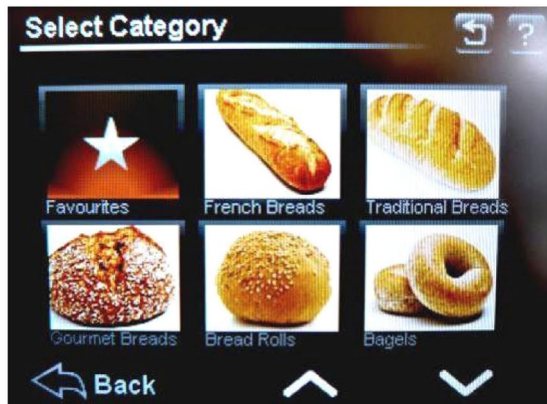 Select Category
?
Favourites French Breads Traditional Breads
Gourmet Breads Bread Rolls Bagels
Back